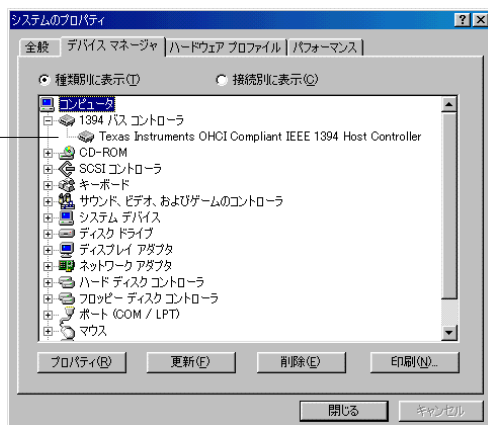 システムのプロパティ
全般 デバイス マネージャ ハードウェア プロファイル パフォーマンス
種類別に表示(T) 接続別に表示(C)
コンピュータ
1394 バス コントローラ
Texas Instruments OHCI Compliant IEEE 1394 Host Controller
CD-ROM
SCSI コントローラ
キーボード
サウンド、ビデオ、およびゲームのコントローラ
システム デバイス
ディスク ドライブ
ディスプレイ アダプタ
ネットワーク アダプタ
ハード ディスク コントローラ
フロッピー ディスク コントローラ
ポート (COM / LPT)
マウス
プロパティ(R) 更新(F) 削除(E) 印刷(N)...
閉じる キャンセル